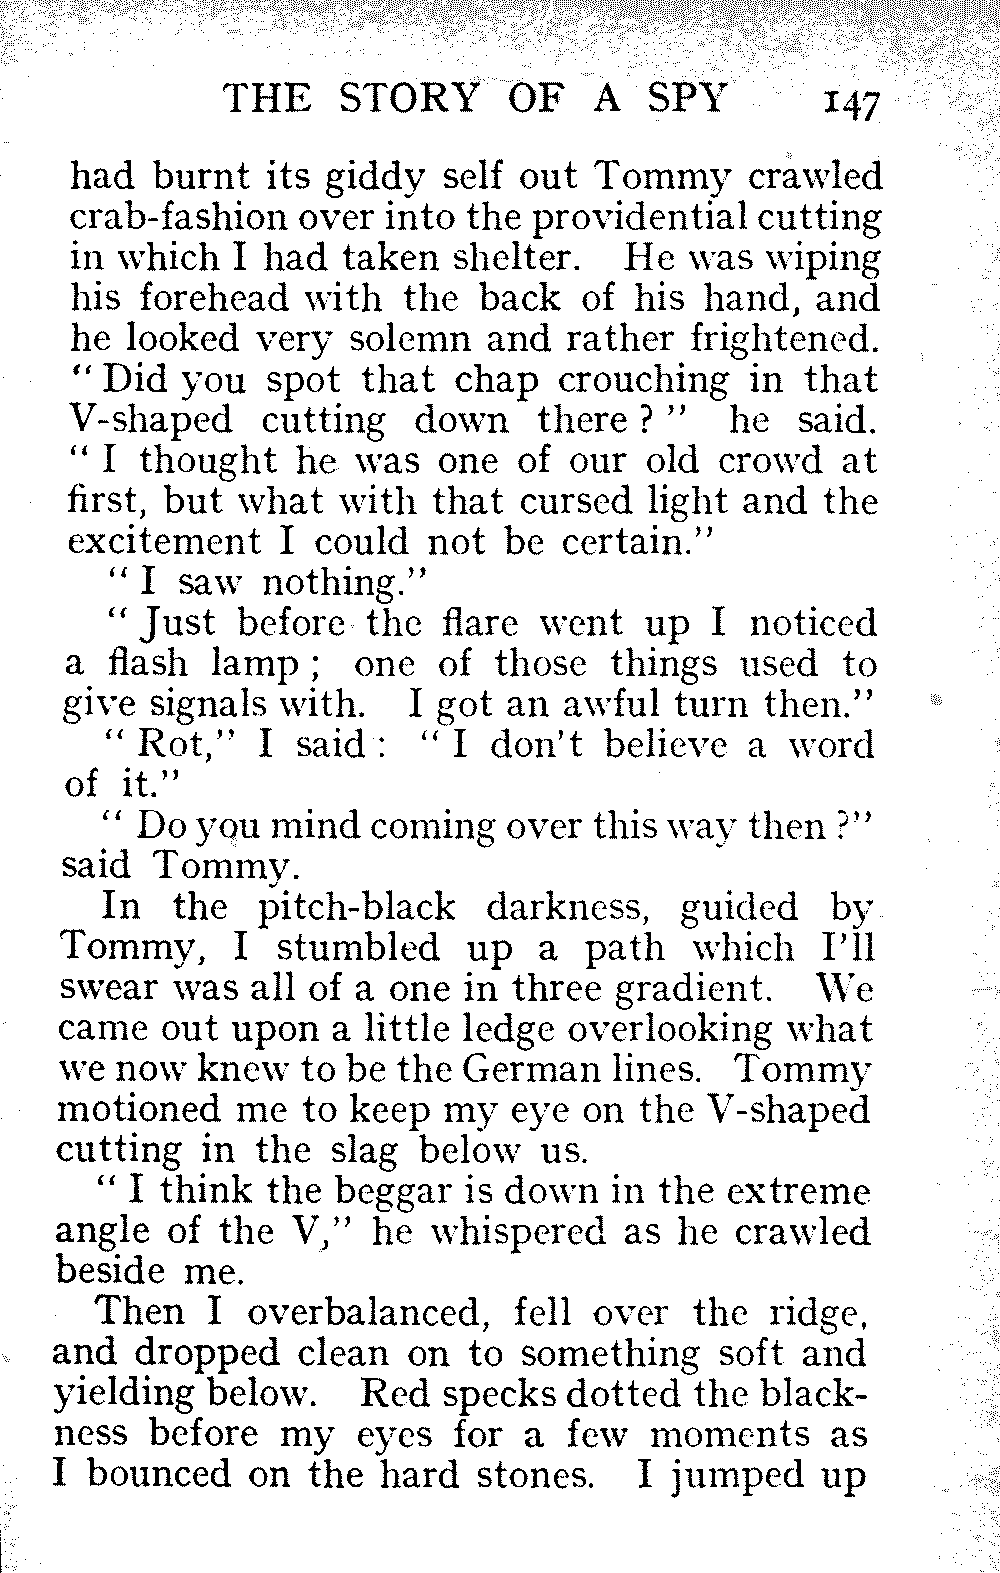 THE STORY OF A SPY 147
had burnt its giddy self out Tommy crawled
crab-fashion over into the providential cutting
in which I had taken shelter. He was wiping
his forehead with the back of his hand, and
he looked very solemn and rather frightened.
“ Did you spot that chap crouching in that
V-shaped cutting down there ? ” he said.
“ I thought he was one of our old crowd at
first, but what with that cursed light and the
excitement I could not be certain.”
“ I saw nothing.”
“ Just before the flare went up I noticed
a flash lamp ; one of those things used to
give signals with. I got an awful turn then.”
“ Rot,” I said : “ I don’t believe a word
of it.”
“ Do you mind coming over this way then ?”
said Tommy.
In the pitch-black darkness, guided by
Tommy, I stumbled up a path which I’ll
swear was all of a one in three gradient. We
came out upon a little ledge overlooking what
we now knew to be the German lines. Tommy
motioned me to keep my eye on the V-shaped
cutting in the slag below us.
“ I think the beggar is down in the extreme
angle of the V,” he whispered as he crawled
beside me.
Then I overbalanced, fell over the ridge,
and dropped clean on to something soft and
yielding below. Red specks dotted the black-
ness before my eyes for a few moments as
I bounced on the hard stones. I jumped up